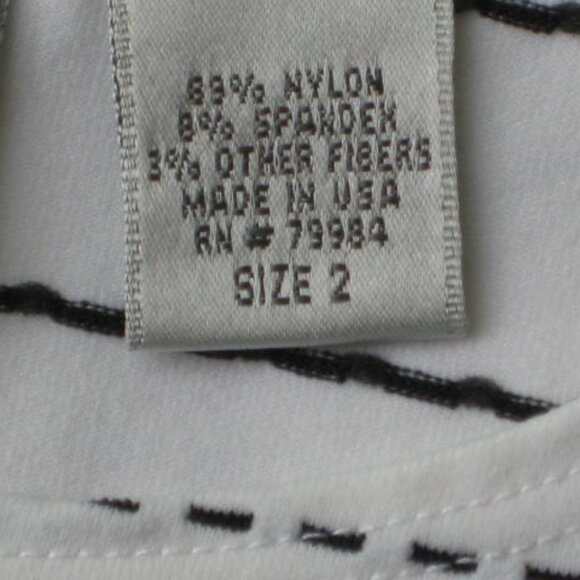 89% NYLON
8% SPANDEX
3% OTHER FIBERS
MADE IN USA
RN # 79984
SIZE 2